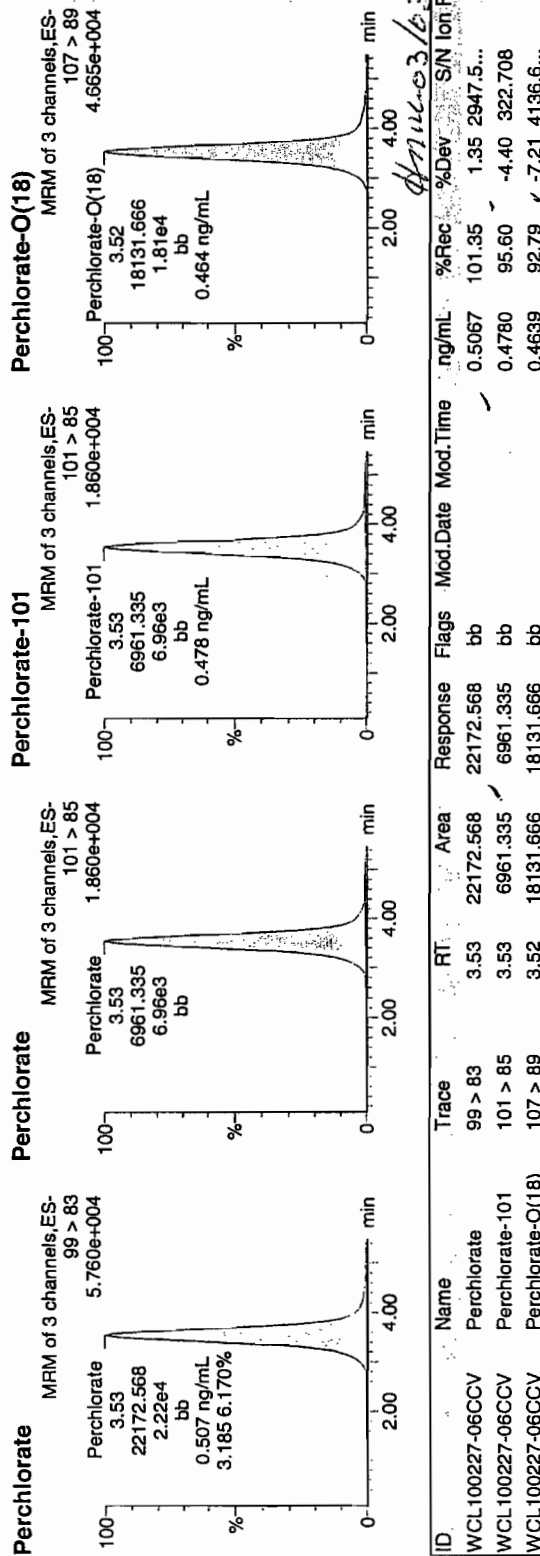 Perchlorate
MRM of 3 channels,ES-
99 > 83
5.760e+004
100
Perchlorate
3.53
22172.568
2.22e4
bb
0.507 ng/mL
3.185 6.170%
%
0
2.00
4.00
min
Perchlorate
MRM of 3 channels,ES-
101 > 85
1.860e+004
100
Perchlorate
3.53
6961.335
6.96e3
bb
%
0
2.00
4.00
min
Perchlorate-101
MRM of 3 channels,ES-
101 > 85
1.860e+004
100
Perchlorate-101
3.53
6961.335
6.96e3
bb
0.478 ng/mL
%
0
2.00
4.00
min
Perchlorate-O(18)
MRM of 3 channels,ES-
107 > 89
4.665e+004
100
Perchlorate-O(18)
3.52
18131.666
1.81e4
bb
0.464 ng/mL
%
0
2.00
4.00
min
ID Name Trace RT Area Response Flags Mod.Date Mod.Time ng/mL %Rec %Dev S/N Ion
WCL100227-06CCV Perchlorate 99 > 83 3.53 22172.568 22172.568 bb 0.5067 101.35 1.35 2947.5...
WCL100227-06CCV Perchlorate-101 101 > 85 3.53 6961.335 6961.335 bb 0.4780 95.60 -4.40 322.708
WCL100227-06CCV Perchlorate-O(18) 107 > 89 3.52 18131.666 18131.666 bb 0.4639 92.79 -7.21 4136.6...